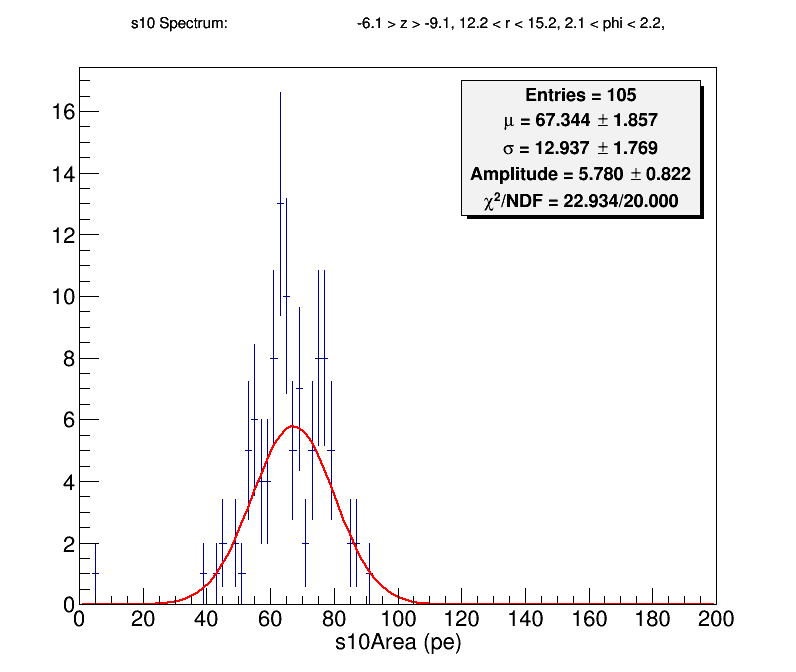 s10 Spectrum: -6.1 > z > -9.1, 12.2 < r < 15.2, 2.1 < phi < 2.2,
Entries = 105
μ = 67.344 ± 1.857
σ = 12.937 ± 1.769
Amplitude = 5.780 ± 0.822
χ²/NDF = 22.934/20.000
16
14
12
10
8
6
4
2
0
0 20 40 60 80 100 120 140 160 180 200
s10Area (pe)